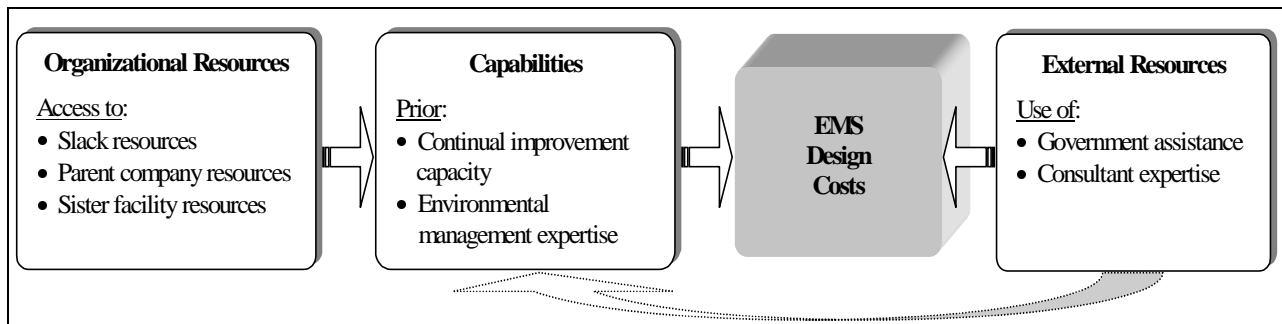 Organizational Resources
Access to:
• Slack resources
• Parent company resources
• Sister facility resources
Capabilities
Prior:
• Continual improvement
capacity
• Environmental
management expertise
EMS
Design
Costs
External Resources
Use of:
• Government assistance
• Consultant expertise